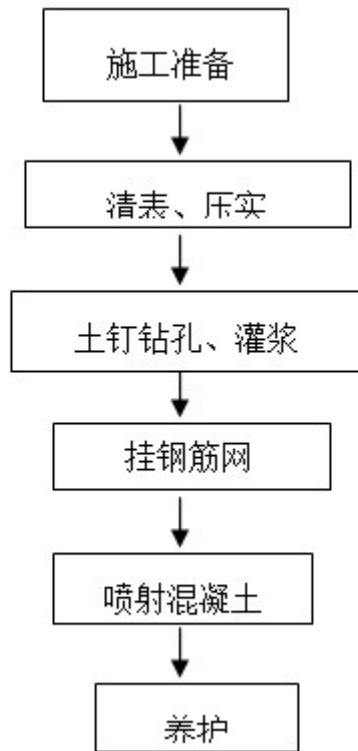 施工准备
清表、压实
土钉钻孔、灌浆
挂钢筋网
喷射混凝土
养护